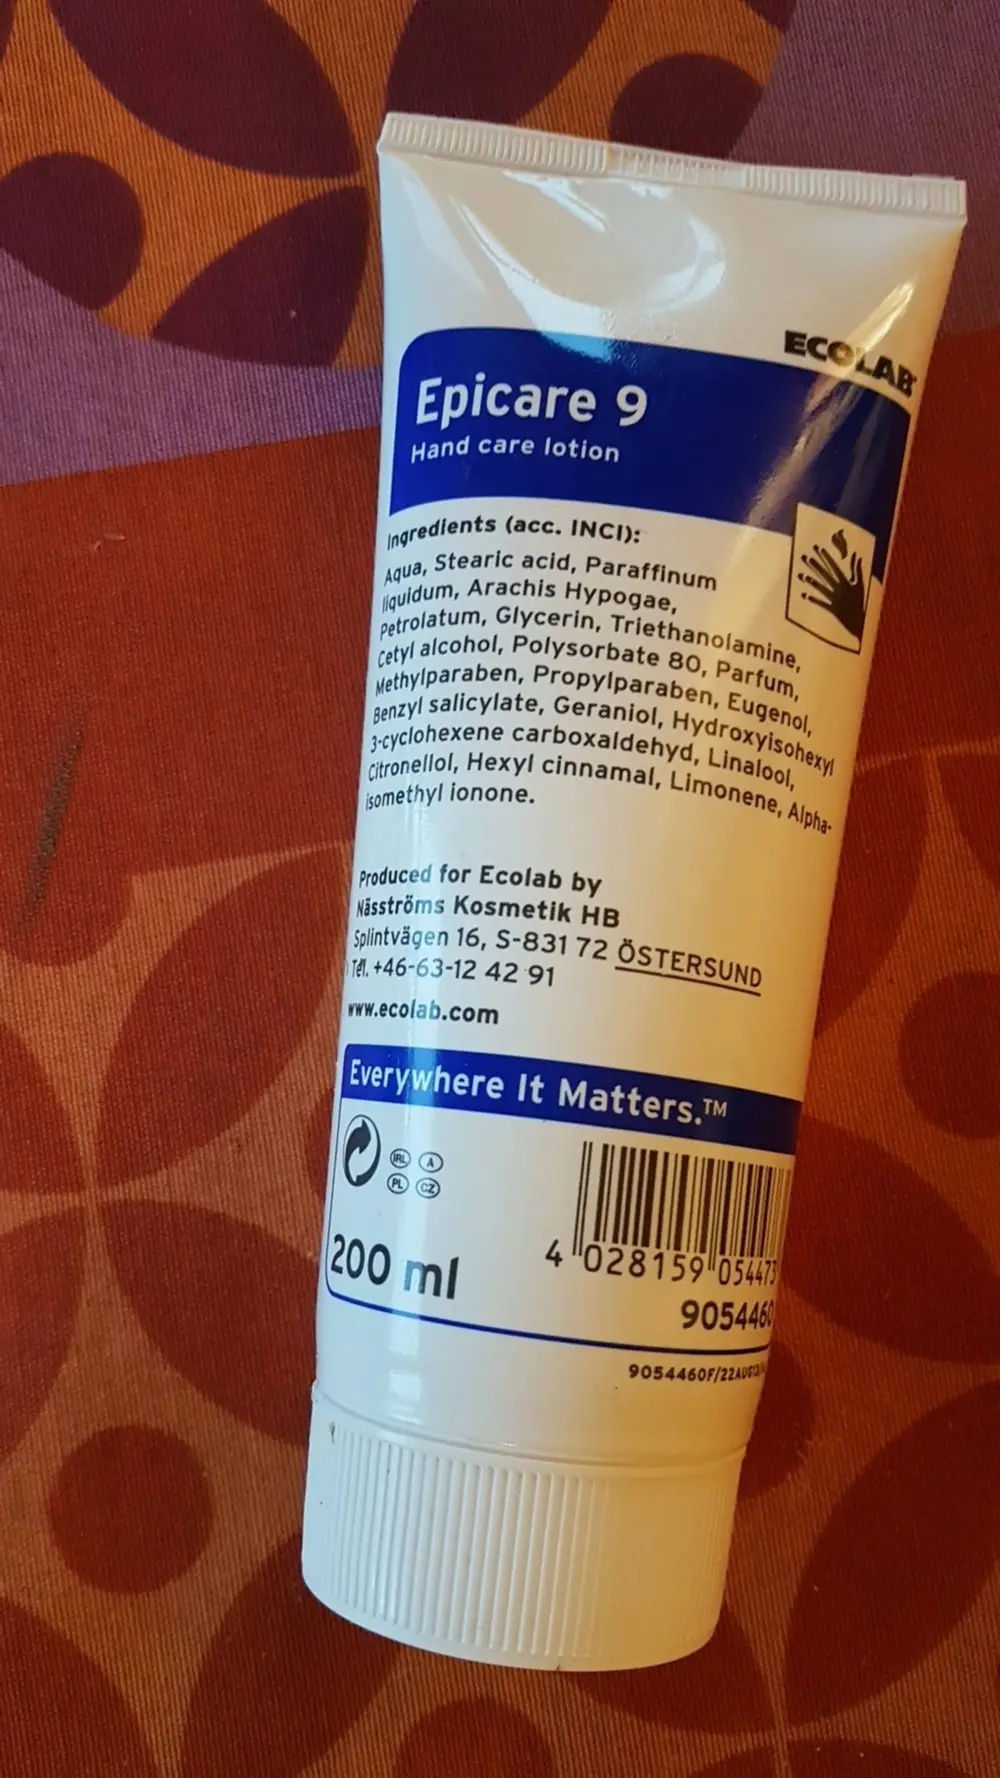 ECOLAB
Epicare 9
Hand care lotion
Ingredients (acc. INCI):
Aqua, Stearic acid, Paraffinum
liquidum, Arachis Hypogae,
Petrolatum, Glycerin, Triethanolamine,
Cetyl alcohol, Polysorbate 80, Parfum,
Methylparaben, Propylparaben, Eugenol,
Benzyl salicylate, Geraniol, Hydroxyisohexyl
3-cyclohexene carboxaldehyd, Linalool,
Citronellol, Hexyl cinnamal, Limonene, Alpha-
isomethyl ionone.
Produced for Ecolab by
Näsströms Kosmetik HB
Splintvägen 16, S-831 72 ÖSTERSUND
Tel. +46-63-12 42 91
www.ecolab.com
Everywhere It Matters.™
IRL A
PL CZ
200 ml
4 028159 054473
9054460